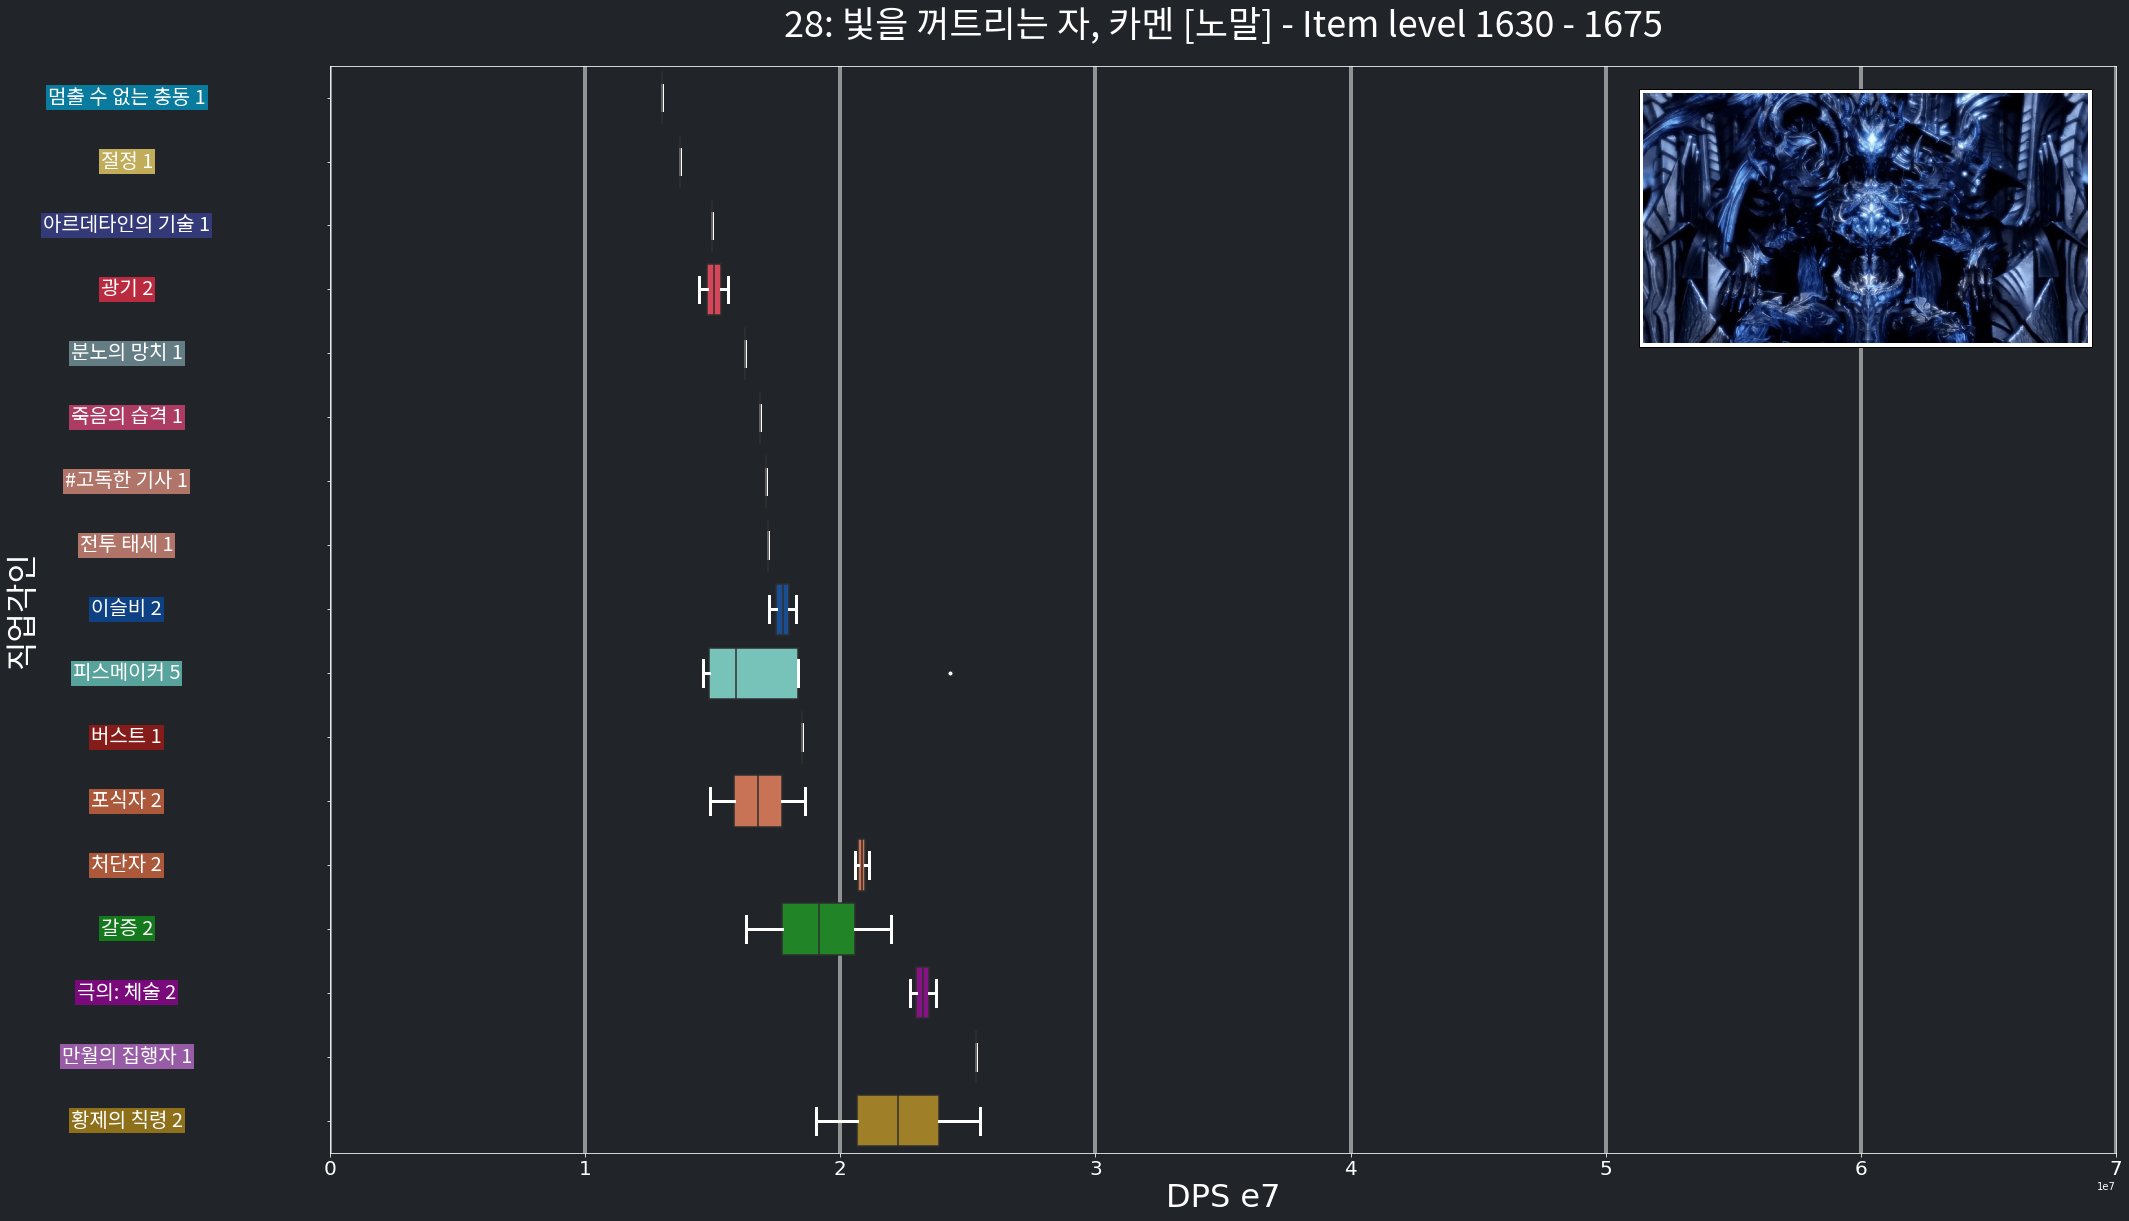 28: 빛을 꺼트리는 자, 카멘 [노말] - Item level 1630 - 1675
멈출 수 없는 충동 1
절정 1
아르데타인의 기술 1
광기 2
분노의 망치 1
죽음의 습격 1
#고독한 기사 1
전투 태세 1
이슬비 2
피스메이커 5
버스트 1
포식자 2
처단자 2
갈증 2
극의: 체술 2
만월의 집행자 1
황제의 칙령 2
직업각인
0 1 2 3 4 5 6 7
1e7
DPS e7